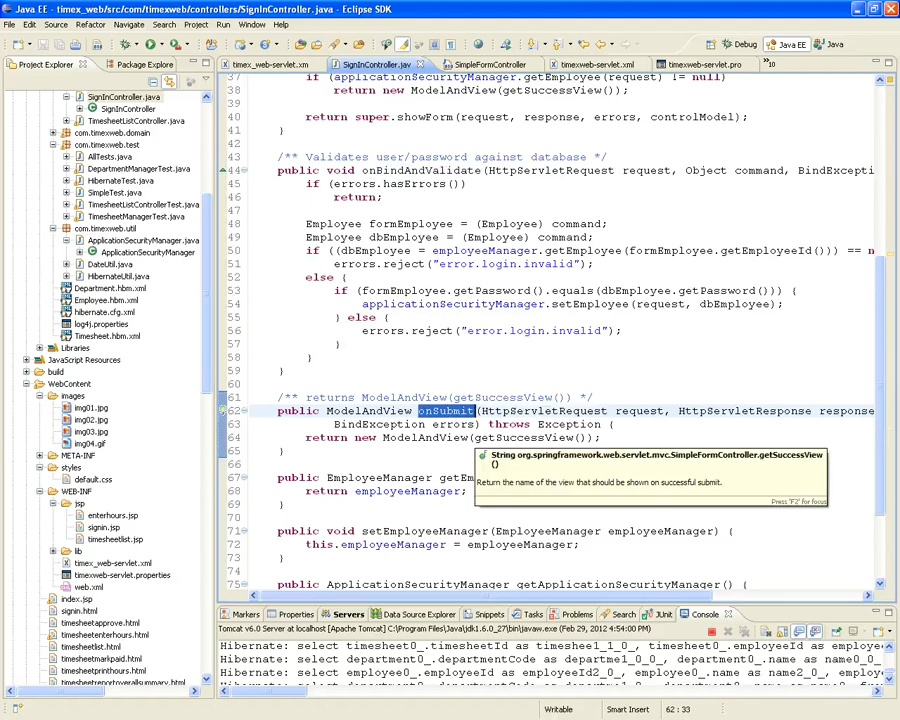 Java EE - timex_web/src/com/timexweb/controllers/SignInController.java - Eclipse SDK
File Edit Source Refactor Navigate Search Project Run Window Help
Debug Java EE Java
Project Explorer Package Explorer
timex_web-servlet.xm SignInController.jav SimpleFormController timexweb-servlet.xml timexweb-servlet.pro »10
SignInController.java
SignInController
TimesheetListController.java
com.timexweb.domain
com.timexweb.test
AllTests.java
DepartmentManagerTest.java
HibernateTest.java
SimpleTest.java
TimesheetListControllerTest.java
TimesheetManagerTest.java
com.timexweb.util
ApplicationSecurityManager.java
ApplicationSecurityManager
DateUtil.java
HibernateUtil.java
Department.hbm.xml
Employee.hbm.xml
hibernate.cfg.xml
log4j.properties
Timesheet.hbm.xml
Libraries
JavaScript Resources
build
WebContent
images
img01.jpg
img02.jpg
img03.jpg
img04.gif
META-INF
styles
default.css
WEB-INF
jsp
enterhours.jsp
signin.jsp
timesheetlist.jsp
lib
timex_web-servlet.xml
timexweb-servlet.properties
web.xml
index.jsp
signin.html
timesheetapprove.html
timesheetenterhours.html
timesheetlist.html
timesheetmarkpaid.html
timesheetprinthours.html
37 if (applicationSecurityManager.getEmployee(request) != null)
38 return new ModelAndView(getSuccessView());
39
40 return super.showForm(request, response, errors, controlModel);
41 }
42
43 /** Validates user/password against database */
44 public void onBindAndValidate(HttpServletRequest request, Object command, BindExcepti
45 if (errors.hasErrors())
46 return;
47
48 Employee formEmployee = (Employee) command;
49 Employee dbEmployee = (Employee) command;
50 if ((dbEmployee = employeeManager.getEmployee(formEmployee.getEmployeeId())) == n
51 errors.reject("error.login.invalid");
52 else {
53 if (formEmployee.getPassword().equals(dbEmployee.getPassword())) {
54 applicationSecurityManager.setEmployee(request, dbEmployee);
55 } else {
56 errors.reject("error.login.invalid");
57 }
58 }
59 }
60
61 /** returns ModelAndView(getSuccessView()) */
62 public ModelAndView onSubmit(HttpServletRequest request, HttpServletResponse response
63 BindException errors) throws Exception {
64 return new ModelAndView(getSuccessView());
65 }
66
67 public EmployeeManager getEm
68 return employeeManager;
69 }
70
71 public void setEmployeeManager(EmployeeManager employeeManager) {
72 this.employeeManager = employeeManager;
73 }
74
75 public ApplicationSecurityManager getApplicationSecurityManager() {
String org.springframework.web.servlet.mvc.SimpleFormController.getSuccessView
()
Return the name of the view that should be shown on successful submit.
Press 'F2' for focus
Markers Properties Servers Data Source Explorer Snippets Tasks Problems Search JUnit Console
Tomcat v6.0 Server at localhost [Apache Tomcat] C:\Program Files\Java\jdk1.6.0_27\bin\javaw.exe (Feb 29, 2012 4:54:00 PM)
Hibernate: select timesheet0_.timesheetId as timeshee1_1_0_, timesheet0_.employeeId as employee
Hibernate: select department0_.departmentCode as departme1_0_0_, department0_.name as name0_0_
Hibernate: select employee0_.employeeId as employeeId2_0_, employee0_.name as name2_0_, employ
Writable Smart Insert 62 : 33